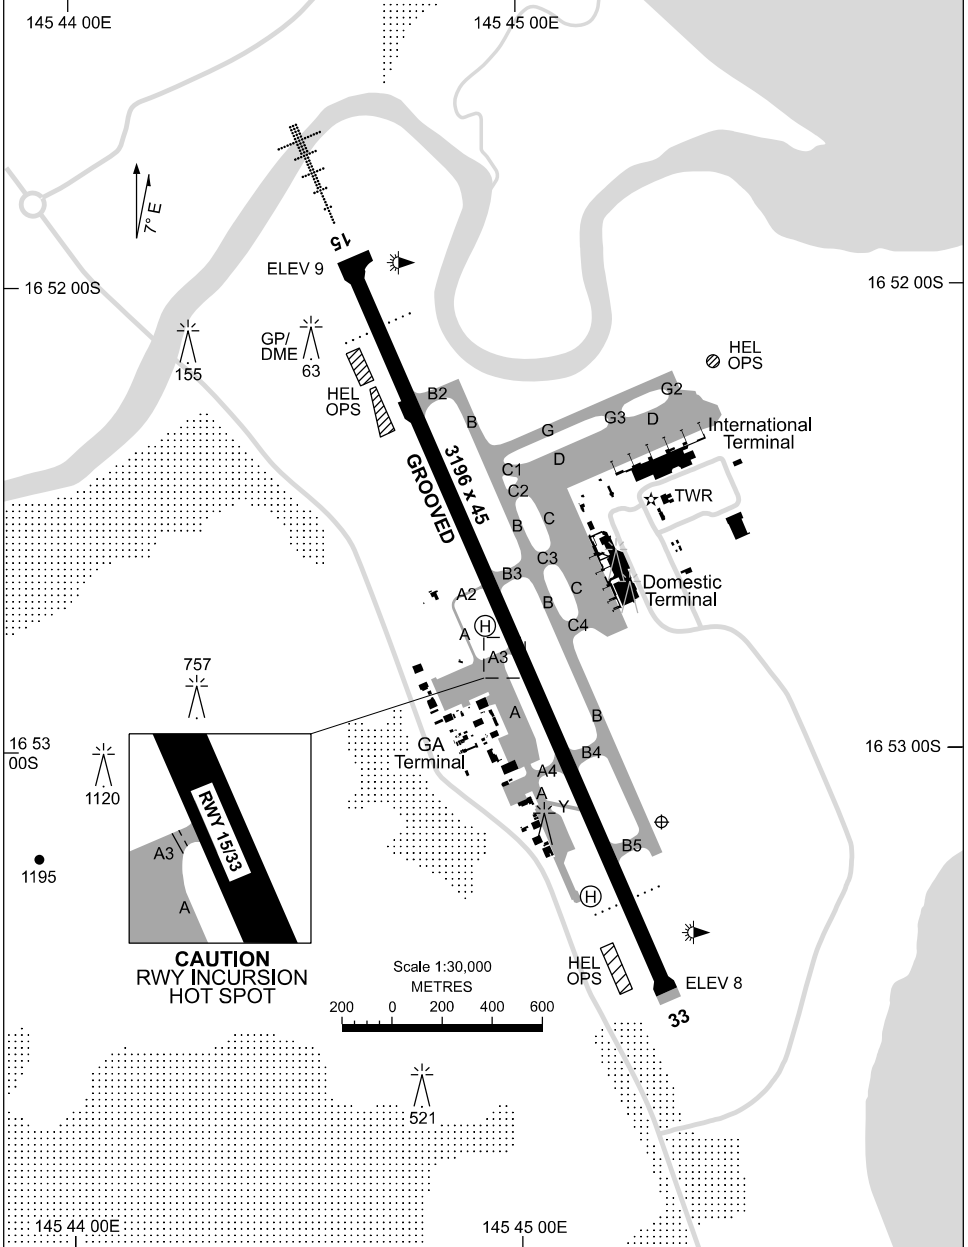 145 44 00E
145 45 00E
7° E
15
ELEV 9
16 52 00S
16 52 00S
GP/
DME
63
155
HEL
OPS
HEL
OPS
B2
B
G2
G3
D
G
D
International
Terminal
C1
C2
3196 x 45
GROOVED
TWR
B
C
C3
B3
A2
C
B
Domestic
Terminal
H
A
C4
A3
757
A
B
GA
Terminal
16 53
00S
16 53 00S
B4
A4
A
Y
1120
RWY 15/33
A3
A
B5
1195
H
CAUTION
RWY INCURSION
HOT SPOT
Scale 1:30,000
METRES
200 0 200 400 600
HEL
OPS
ELEV 8
33
521
145 44 00E
145 45 00E